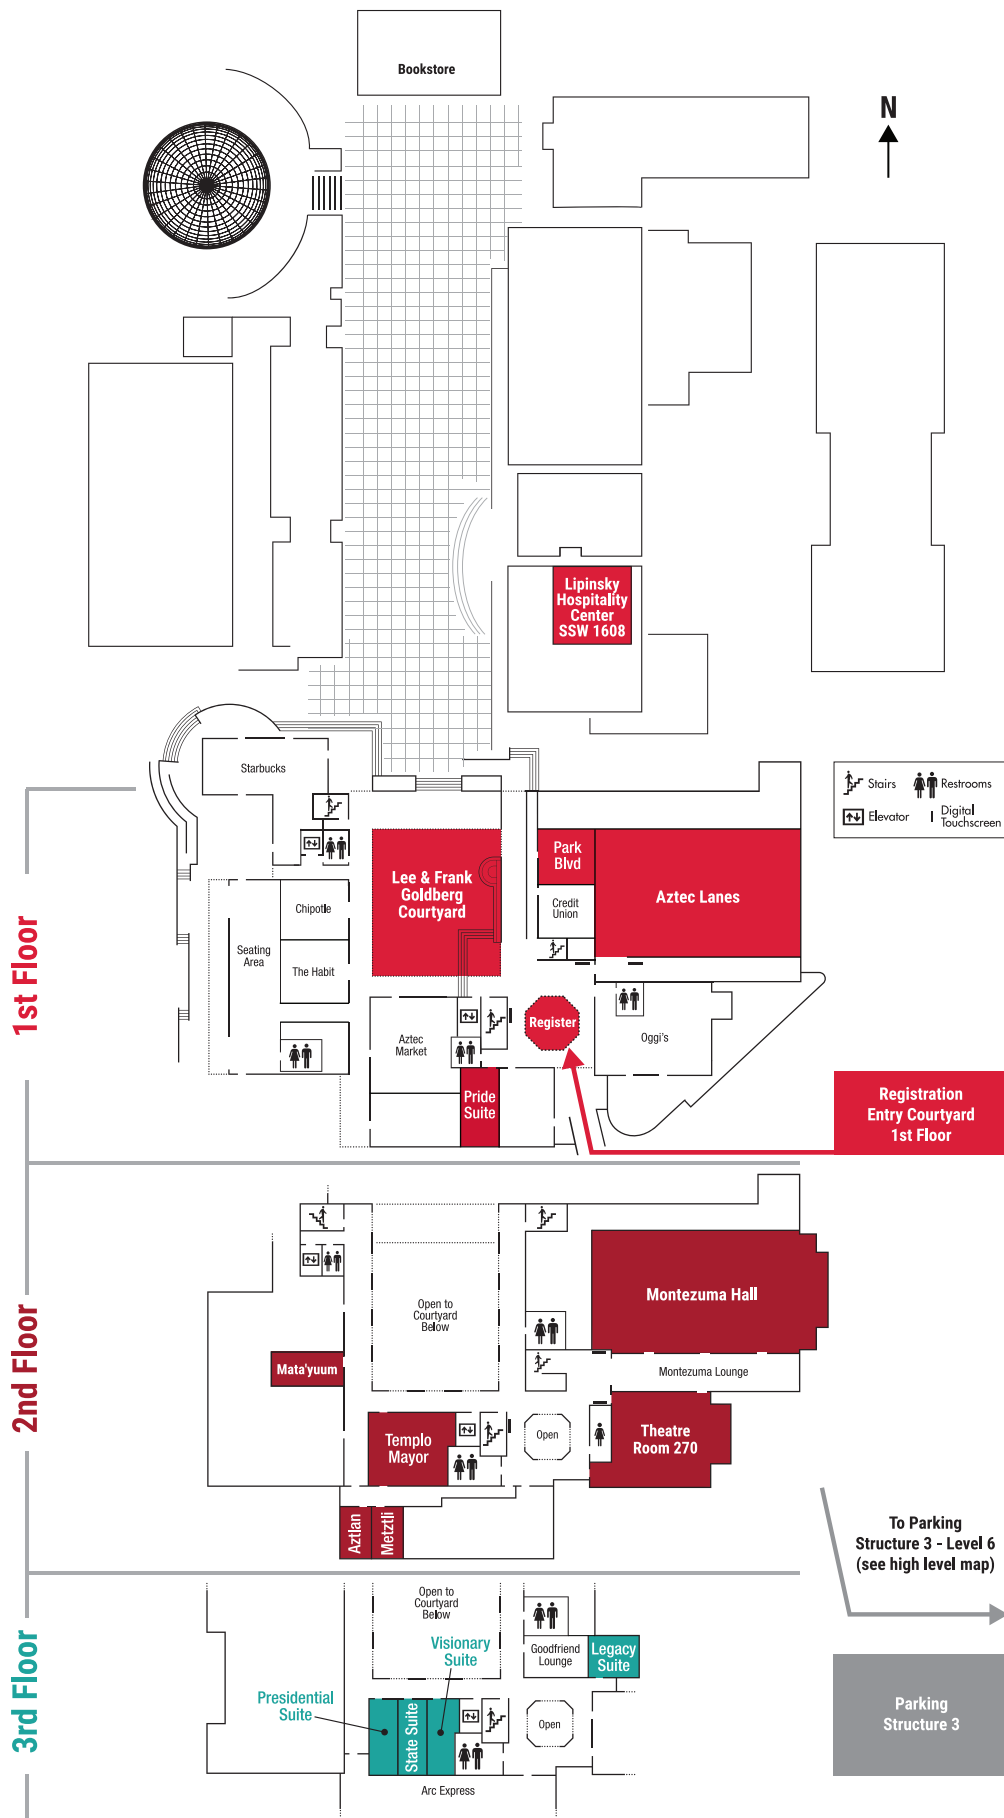 Bookstore
N
Lipinsky
Hospitality
Center
SSW 1608
Starbucks
Stairs
Restrooms
Elevator
Digital
Touchscreen
1st Floor
Lee & Frank
Goldberg
Courtyard
Park
Blvd
Aztec Lanes
Credit
Union
Chipotle
Seating
Area
The Habit
Aztec
Market
Register
Oggi's
Pride
Suite
Registration
Entry Courtyard
1st Floor
2nd Floor
Montezuma Hall
Open to
Courtyard
Below
Mata'yuum
Montezuma Lounge
Templo
Mayor
Open
Theatre
Room 270
Aztlan
Metztli
To Parking
Structure 3 - Level 6
(see high level map)
3rd Floor
Open to
Courtyard
Below
Visionary
Suite
Goodfriend
Lounge
Legacy
Suite
Presidential
Suite
State Suite
Open
Arc Express
Parking
Structure 3